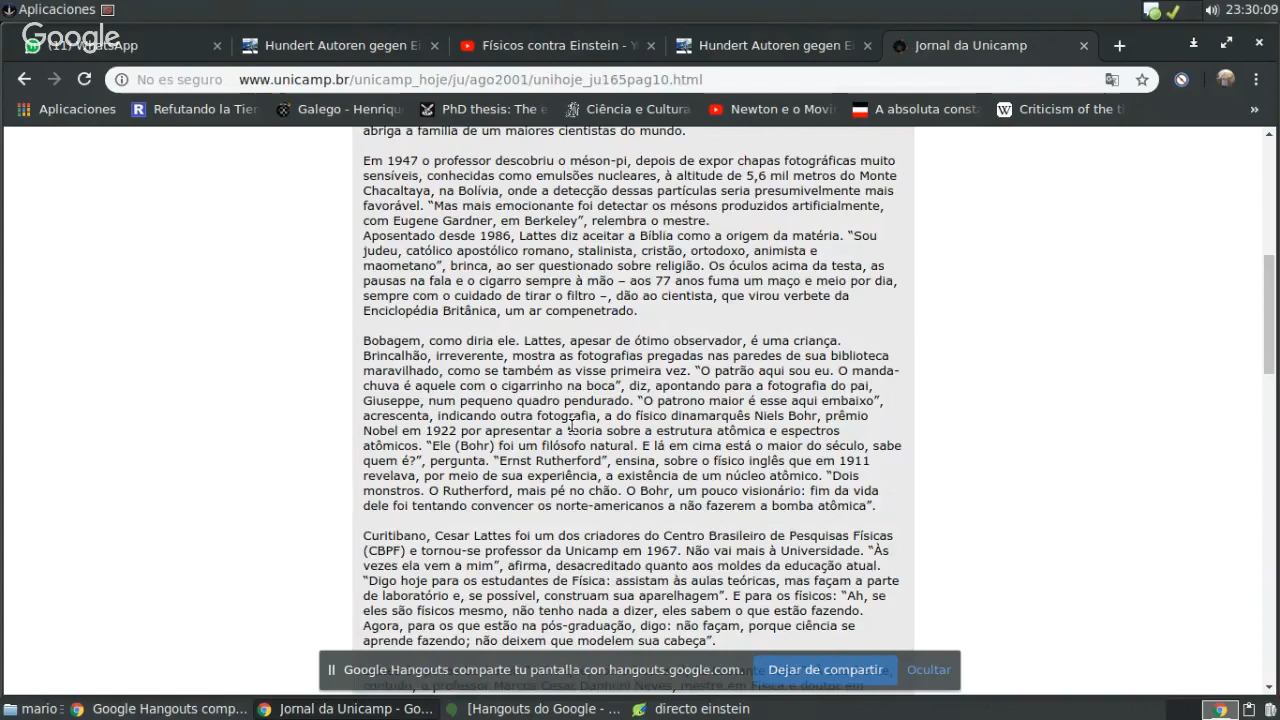 Aplicaciones
23:30:09
Google
(11) WhatsApp
Hundert Autoren gegen Ei
Físicos contra Einstein - Y
Hundert Autoren gegen Ei
Jornal da Unicamp
No es seguro
www.unicamp.br/unicamp_hoje/ju/ago2001/unihoje_ju165pag10.html
Aplicaciones
Refutando la Tier
Galego - Henriqu
PhD thesis: The e
Ciência e Cultura
Newton e o Movi
A absoluta consta
Criticism of the t
abriga a família de um maiores cientistas do mundo.
Em 1947 o professor descobriu o méson-pi, depois de expor chapas fotográficas muito
sensíveis, conhecidas como emulsões nucleares, à altitude de 5,6 mil metros do Monte
Chacaltaya, na Bolívia, onde a detecção dessas partículas seria presumivelmente mais
favorável. “Mas mais emocionante foi detectar os mésons produzidos artificialmente,
com Eugene Gardner, em Berkeley”, relembra o mestre.
Aposentado desde 1986, Lattes diz aceitar a Bíblia como a origem da matéria. “Sou
judeu, católico apostólico romano, stalinista, cristão, ortodoxo, animista e
maometano”, brinca, ao ser questionado sobre religião. Os óculos acima da testa, as
pausas na fala e o cigarro sempre à mão – aos 77 anos fuma um maço e meio por dia,
sempre com o cuidado de tirar o filtro –, dão ao cientista, que virou verbete da
Enciclopédia Britânica, um ar compenetrado.
Bobagem, como diria ele. Lattes, apesar de ótimo observador, é uma criança.
Brincalhão, irreverente, mostra as fotografias pregadas nas paredes de sua biblioteca
maravilhado, como se também as visse primeira vez. “O patrão aqui sou eu. O manda-
chuva é aquele com o cigarrinho na boca”, diz, apontando para a fotografia do pai,
Giuseppe, num pequeno quadro pendurado. “O patrono maior é esse aqui embaixo”,
acrescenta, indicando outra fotografia, a do físico dinamarquês Niels Bohr, prêmio
Nobel em 1922 por apresentar a teoria sobre a estrutura atômica e espectros
atômicos. “Ele (Bohr) foi um filósofo natural. E lá em cima está o maior do século, sabe
quem é?”, pergunta. “Ernst Rutherford”, ensina, sobre o físico inglês que em 1911
revelava, por meio de sua experiência, a existência de um núcleo atômico. “Dois
monstros. O Rutherford, mais pé no chão. O Bohr, um pouco visionário: fim da vida
dele foi tentando convencer os norte-americanos a não fazerem a bomba atômica”.
Curitibano, Cesar Lattes foi um dos criadores do Centro Brasileiro de Pesquisas Físicas
(CBPF) e tornou-se professor da Unicamp em 1967. Não vai mais à Universidade. “Às
vezes ela vem a mim”, afirma, desacreditado quanto aos moldes da educação atual.
“Digo hoje para os estudantes de Física: assistam às aulas teóricas, mas façam a parte
de laboratório e, se possível, construam sua aparelhagem”. E para os físicos: “Ah, se
eles são físicos mesmo, não tenho nada a dizer, eles sabem o que estão fazendo.
Agora, para os que estão na pós-graduação, digo: não façam, porque ciência se
aprende fazendo; não deixem que modelem sua cabeça”.
Google Hangouts comparte tu pantalla con hangouts.google.com.
Dejar de compartir
Ocultar
mario
Google Hangouts comp...
Jornal da Unicamp - Go...
[Hangouts do Google - ...
directo einstein